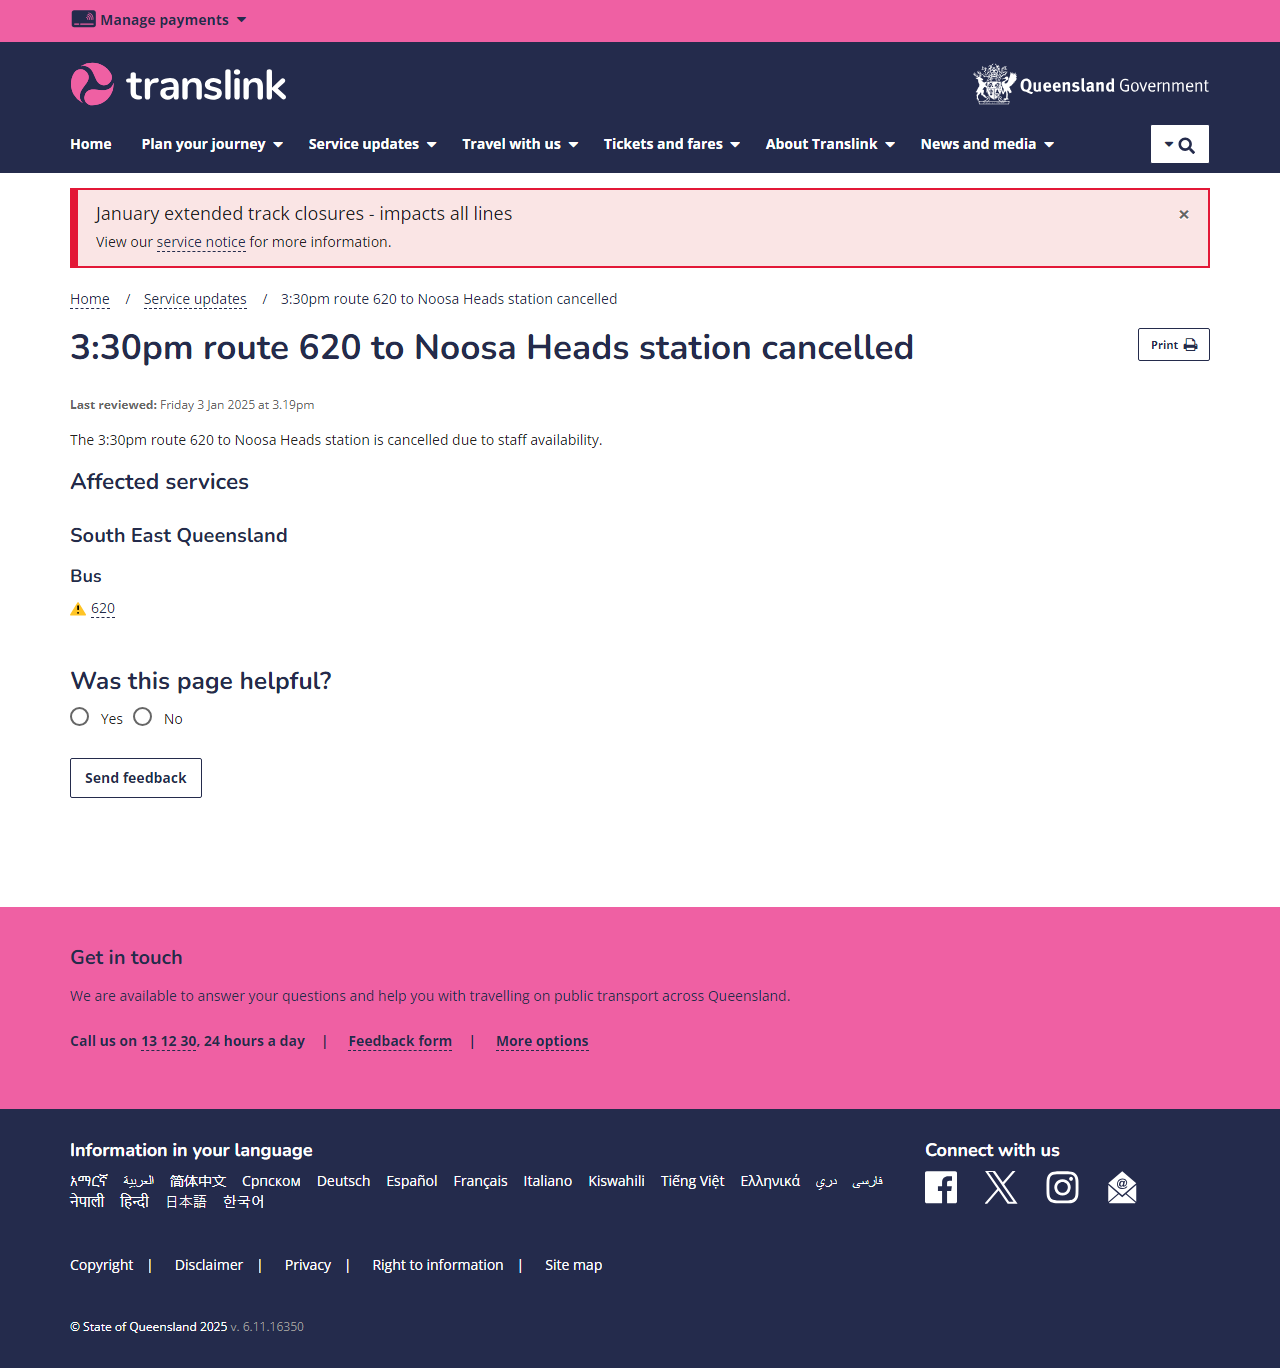 Manage payments
translink
Queensland Government
Home Plan your journey Service updates Travel with us Tickets and fares About Translink News and media
January extended track closures - impacts all lines
×
View our service notice for more information.
Home / Service updates / 3:30pm route 620 to Noosa Heads station cancelled
3:30pm route 620 to Noosa Heads station cancelled
Print
Last reviewed: Friday 3 Jan 2025 at 3.19pm
The 3:30pm route 620 to Noosa Heads station is cancelled due to staff availability.
Affected services
South East Queensland
Bus
620
Was this page helpful?
Yes No
Send feedback
Get in touch
We are available to answer your questions and help you with travelling on public transport across Queensland.
Call us on 13 12 30, 24 hours a day | Feedback form | More options
Information in your language
አማርኛ العربية 简体中文 Српском Deutsch Español Français Italiano Kiswahili Tiếng Việt Ελληνικά دري فارسی
नेपाली हिन्दी 日本語 한국어
Connect with us
Copyright | Disclaimer | Privacy | Right to information | Site map
© State of Queensland 2025 v. 6.11.16350